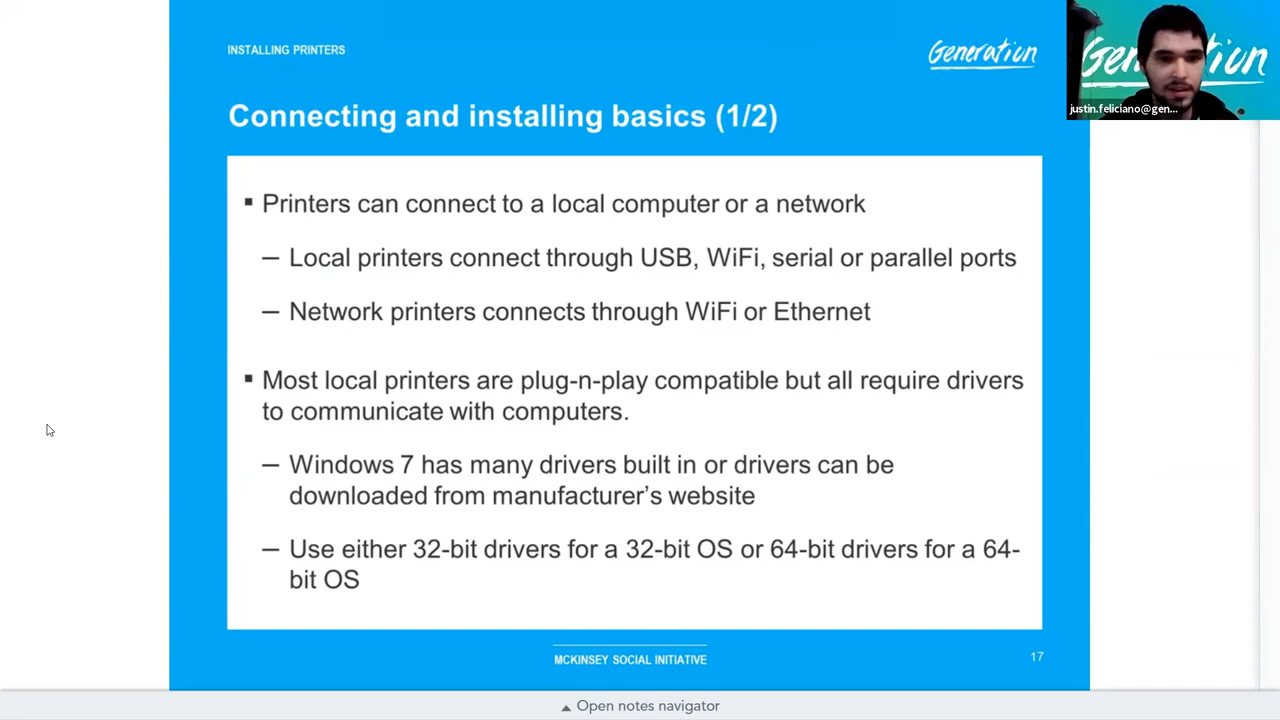 INSTALLING PRINTERS
Generation
Generation
justin.feliciano@gen...
Connecting and installing basics (1/2)
▪ Printers can connect to a local computer or a network
– Local printers connect through USB, WiFi, serial or parallel ports
– Network printers connects through WiFi or Ethernet
▪ Most local printers are plug-n-play compatible but all require drivers
to communicate with computers.
– Windows 7 has many drivers built in or drivers can be
downloaded from manufacturer's website
– Use either 32-bit drivers for a 32-bit OS or 64-bit drivers for a 64-
bit OS
MCKINSEY SOCIAL INITIATIVE
17
Open notes navigator